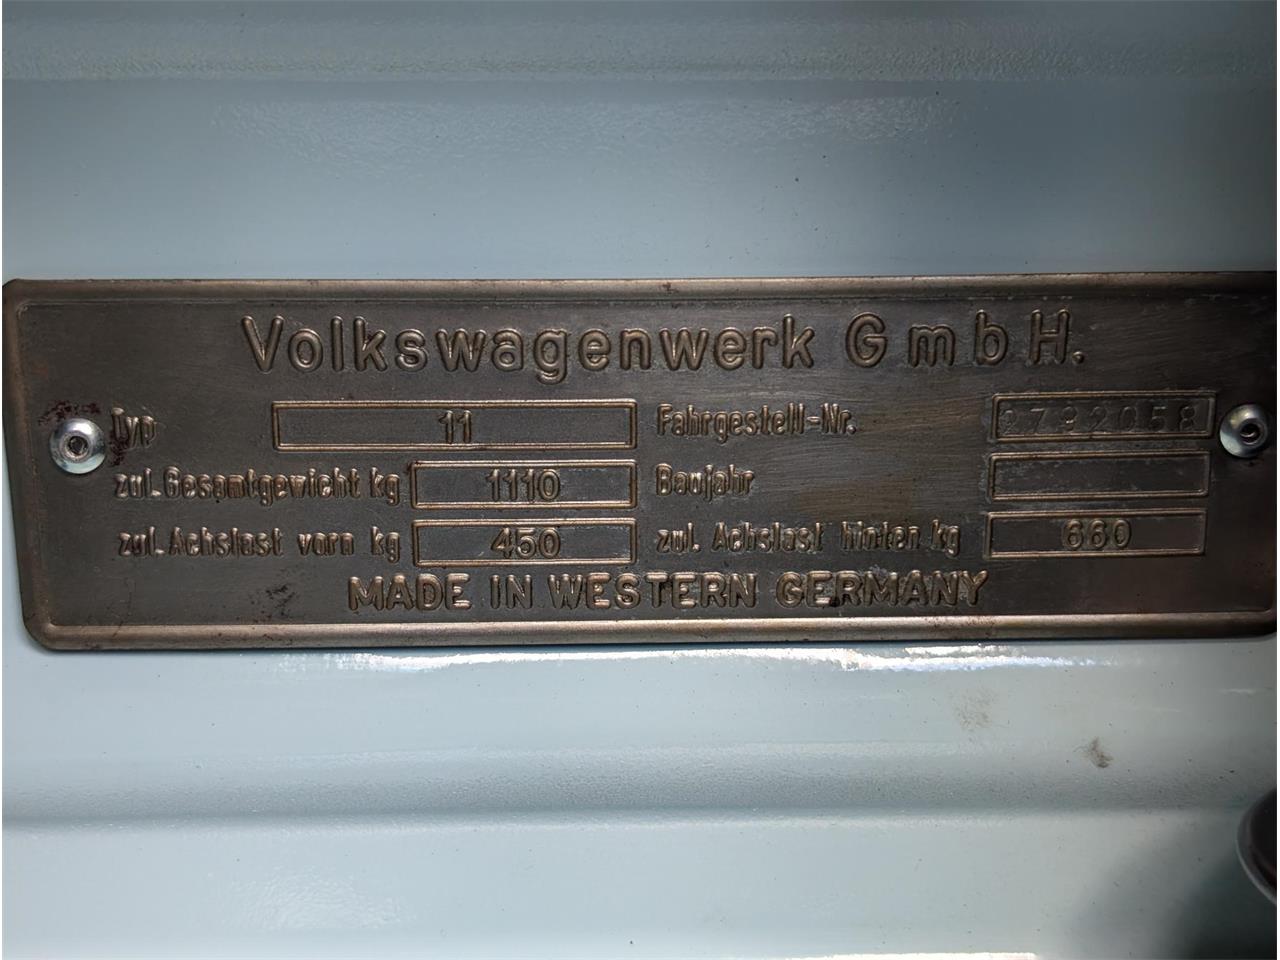 Volkswagenwerk GmbH.
Typ 11 Fahrgestell-Nr. 2792058
zul. Gesamtgewicht kg 1110 Baujahr
zul. Achslast vorn kg 450 zul. Achslast hinten kg 660
MADE IN WESTERN GERMANY